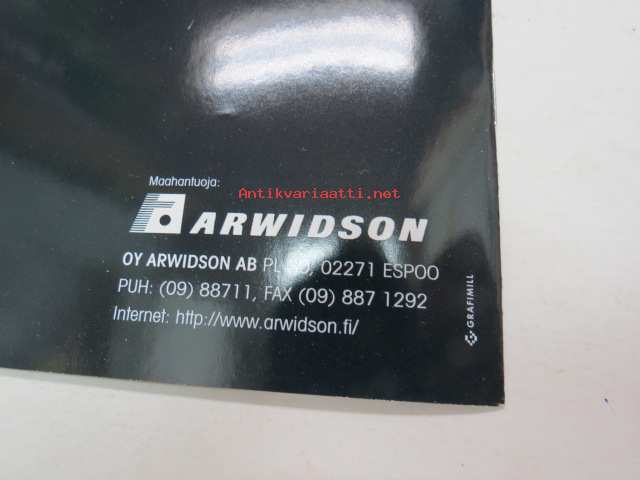 Maahantuoja:
Antikvariaatti.net
ARWIDSON
OY ARWIDSON AB PL , 02271 ESPOO
PUH: (09) 88711, FAX (09) 887 1292
Internet: http://www.arwidson.fi/
GRAFIMILL